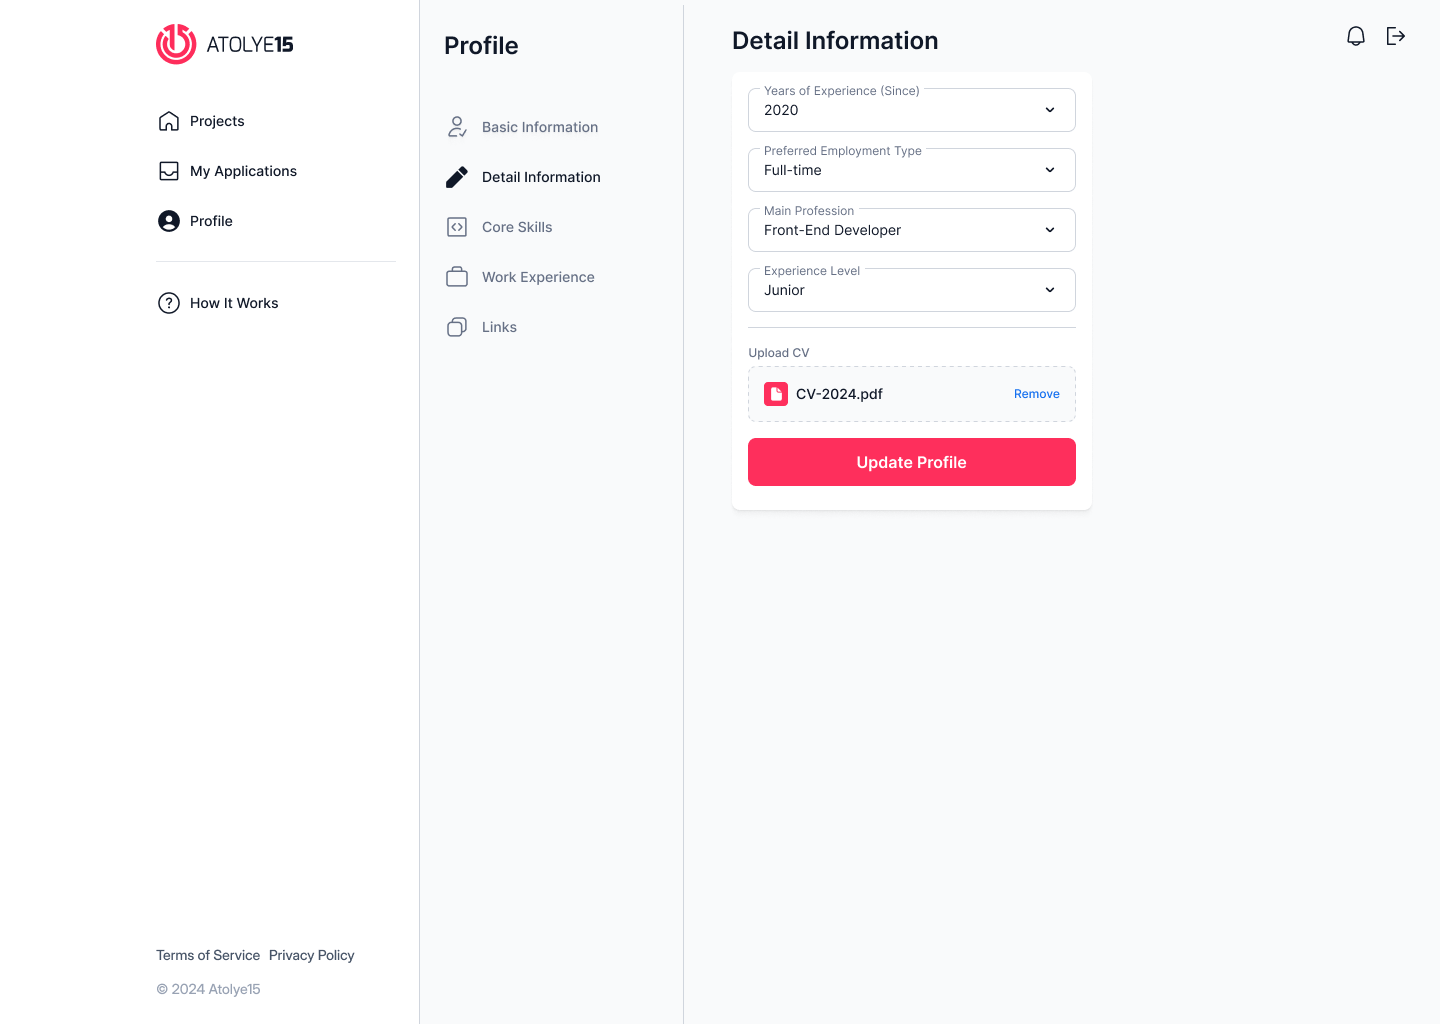 ATOLYE15
Projects
My Applications
Profile
How It Works
Terms of Service Privacy Policy
© 2024 Atolye15
Profile
Basic Information
Detail Information
Core Skills
Work Experience
Links
Detail Information
Years of Experience (Since)
2020
Preferred Employment Type
Full-time
Main Profession
Front-End Developer
Experience Level
Junior
Upload CV
CV-2024.pdf Remove
Update Profile